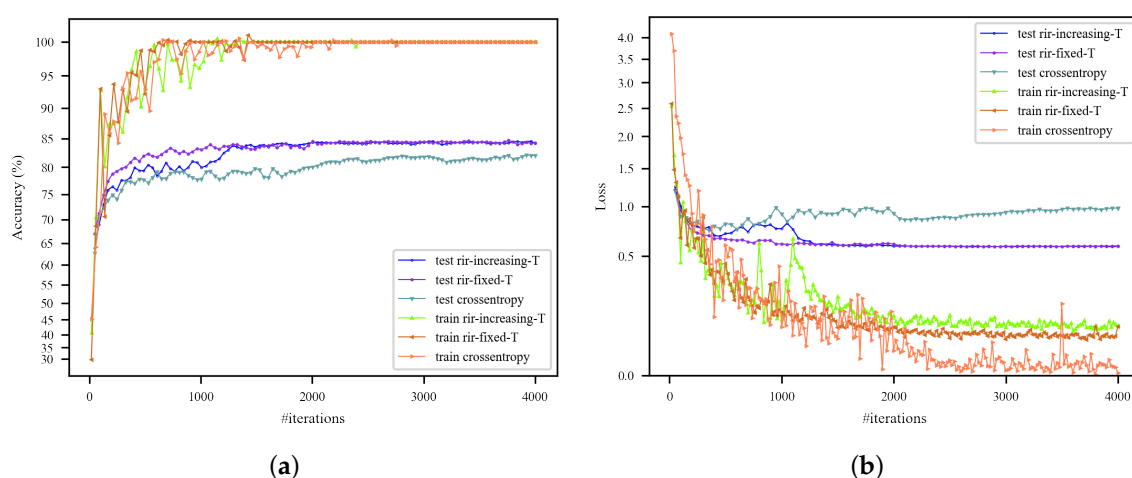 100
95
90
85
80
75
70
65
60
55
50
45
40
35
30
Accuracy (%)
test rir-increasing-T
test rir-fixed-T
test crossentropy
train rir-increasing-T
train rir-fixed-T
train crossentropy
0 1000 2000 3000 4000
#iterations
(a)
4.0
3.5
3.0
2.5
2.0
1.5
1.0
0.5
0.0
Loss
test rir-increasing-T
test rir-fixed-T
test crossentropy
train rir-increasing-T
train rir-fixed-T
train crossentropy
0 1000 2000 3000 4000
#iterations
(b)